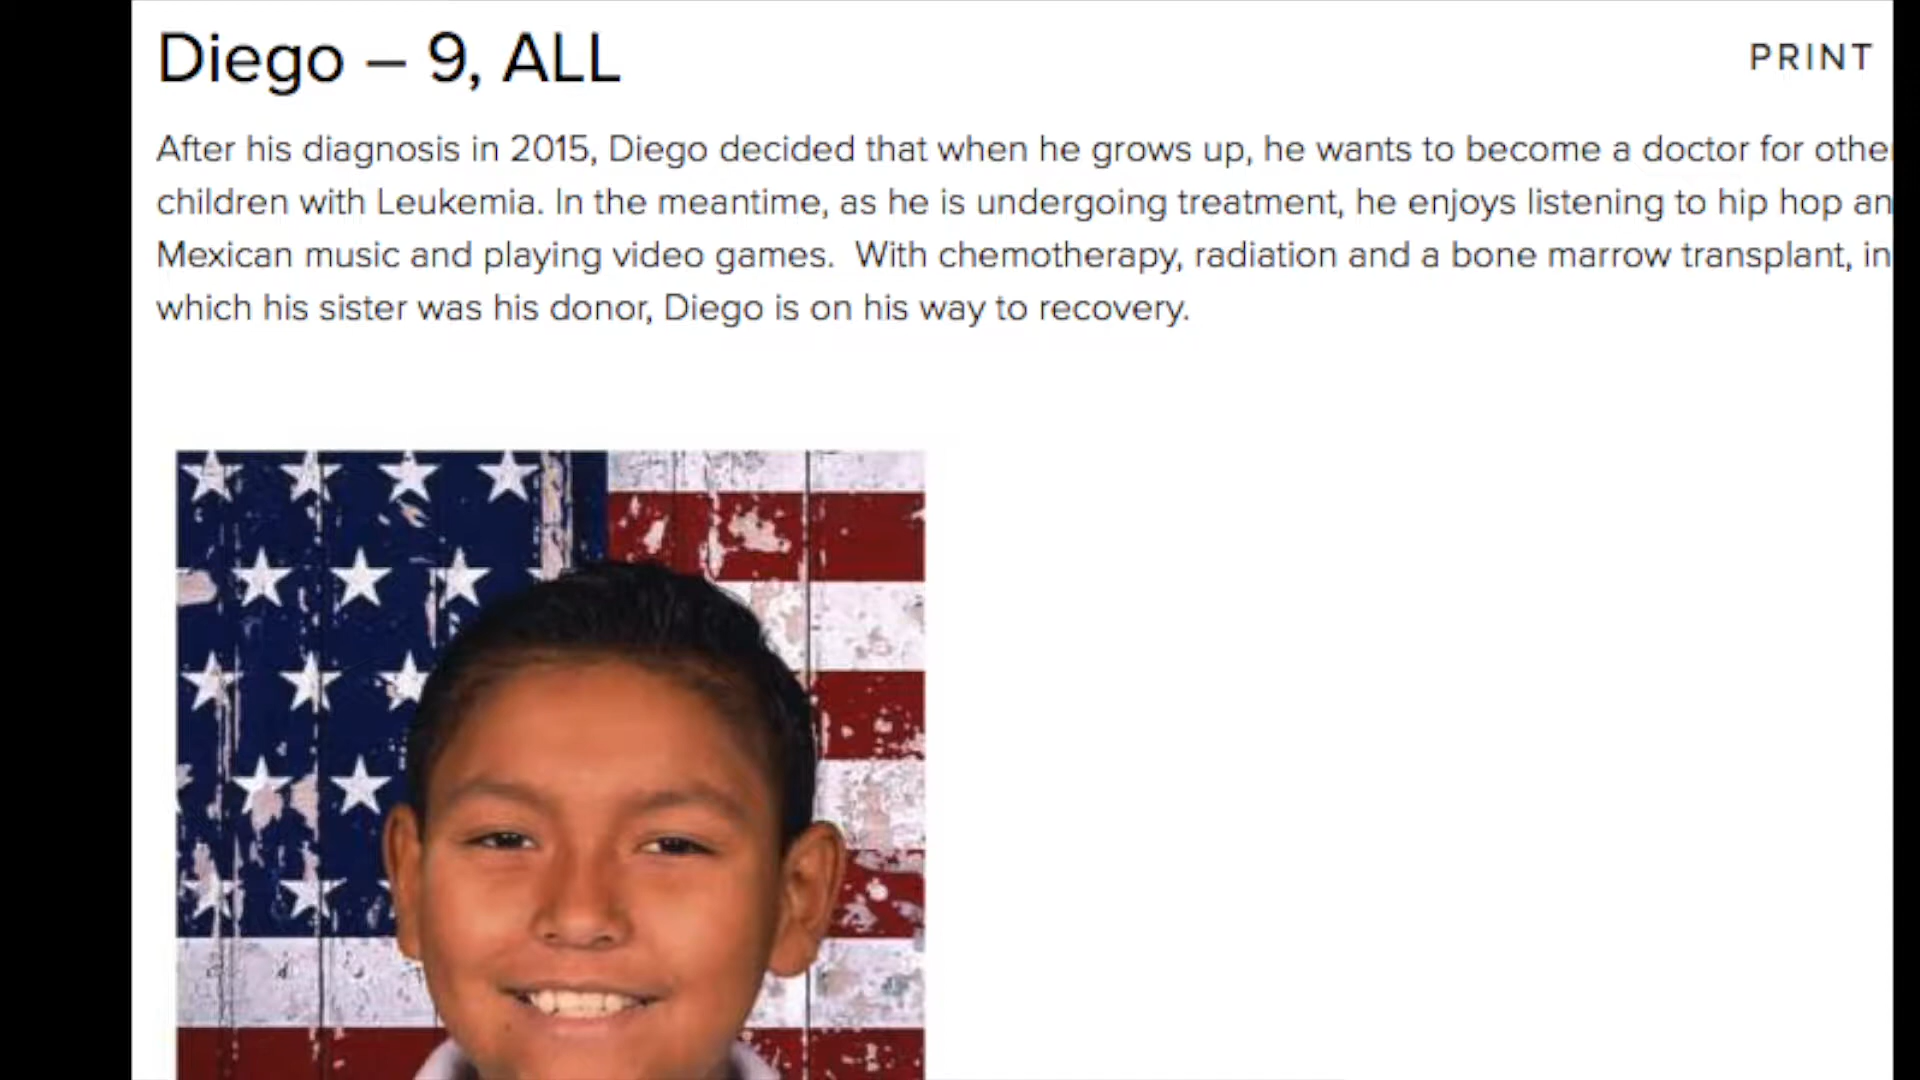 Diego – 9, ALL
PRINT
After his diagnosis in 2015, Diego decided that when he grows up, he wants to become a doctor for othe
children with Leukemia. In the meantime, as he is undergoing treatment, he enjoys listening to hip hop an
Mexican music and playing video games.  With chemotherapy, radiation and a bone marrow transplant, in
which his sister was his donor, Diego is on his way to recovery.